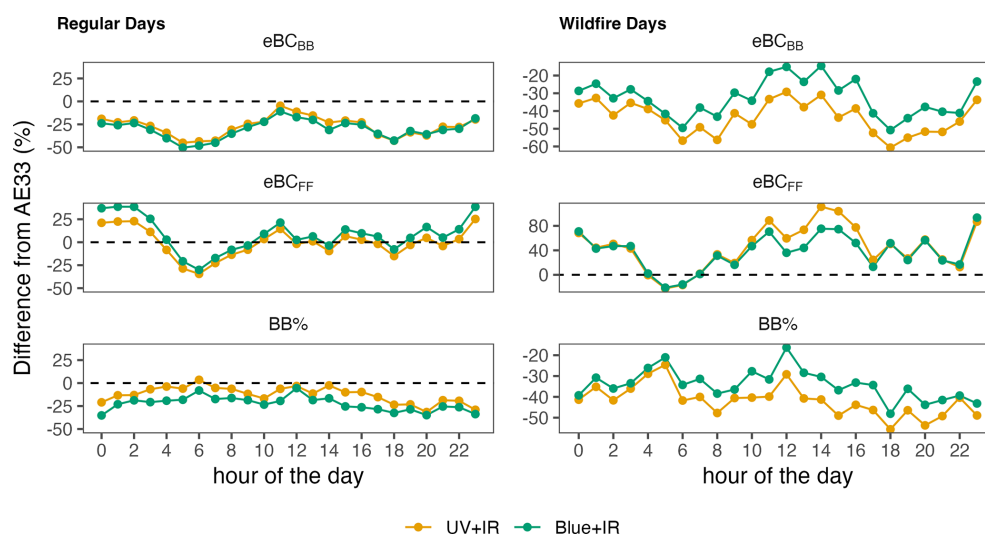 Regular Days
Wildfire Days
eBCBB
eBCBB
25
0
-25
-50
-20
-30
-40
-50
-60
eBCFF
eBCFF
25
0
-25
-50
80
40
0
BB%
BB%
25
0
-25
-50
-20
-30
-40
-50
0 2 4 6 8 10 12 14 16 18 20 22
0 2 4 6 8 10 12 14 16 18 20 22
hour of the day
hour of the day
Difference from AE33 (%)
UV+IR Blue+IR